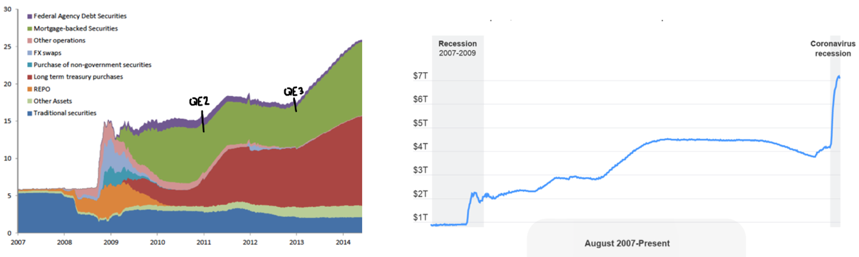 30
25
20
15
10
5
0
Federal Agency Debt Securities
Mortgage-backed Securities
Other operations
FX swaps
Purchase of non-government securities
Long term treasury purchases
REPO
Other Assets
Traditional securities
QE2
QE3
2007 2008 2009 2010 2011 2012 2013 2014
Recession
2007-2009
Coronavirus
recession
$7T
$6T
$5T
$4T
$3T
$2T
$1T
August 2007-Present